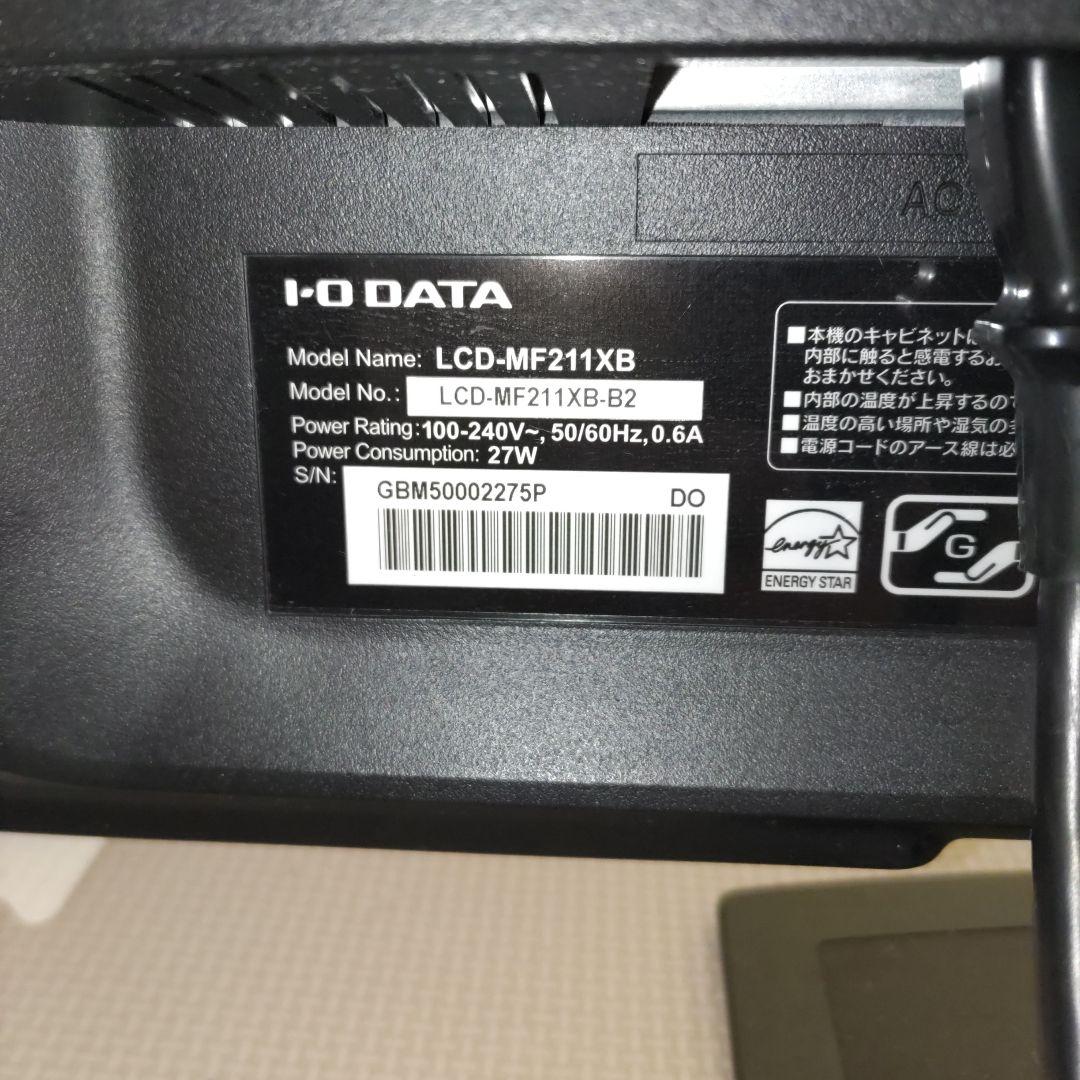 AC
I-O DATA
Model Name: LCD-MF211XB
Model No.: LCD-MF211XB-B2
Power Rating:100-240V~, 50/60Hz, 0.6A
Power Consumption: 27W
S/N:
GBM50002275P DO
■本機のキャビネット
内部に触ると感電する
おまかせください。
■内部の温度が上昇するので
■温度の高い場所や湿気の
■電源コードのアース線は必
energy
ENERGY STAR
G